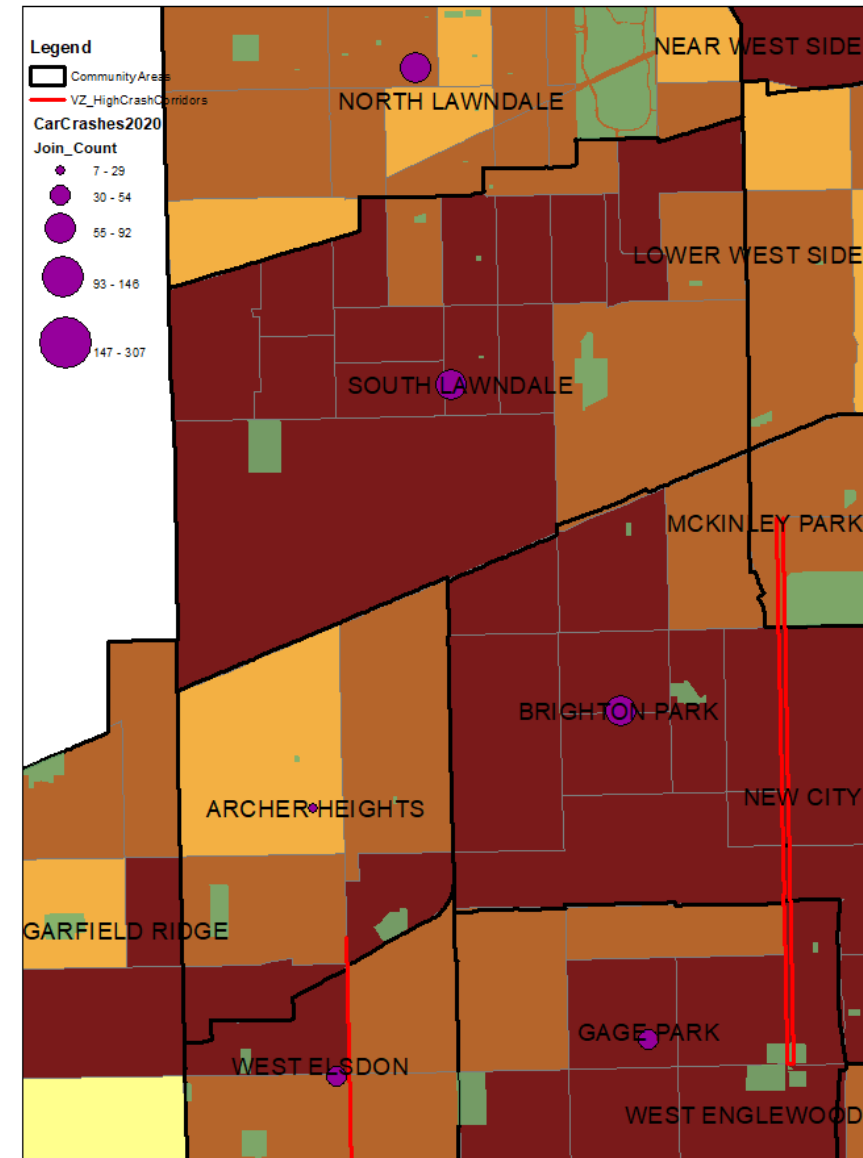 Legend
CommunityAreas
VZ_HighCrashCorridors
CarCrashes2020
Join_Count
7 - 29
30 - 54
55 - 92
93 - 146
147 - 307
NEAR WEST SIDE
NORTH LAWNDALE
LOWER WEST SIDE
SOUTH LAWNDALE
MCKINLEY PARK
BRIGHTON PARK
NEW CITY
ARCHER HEIGHTS
GARFIELD RIDGE
GAGE PARK
WEST ELSDON
WEST ENGLEWOOD